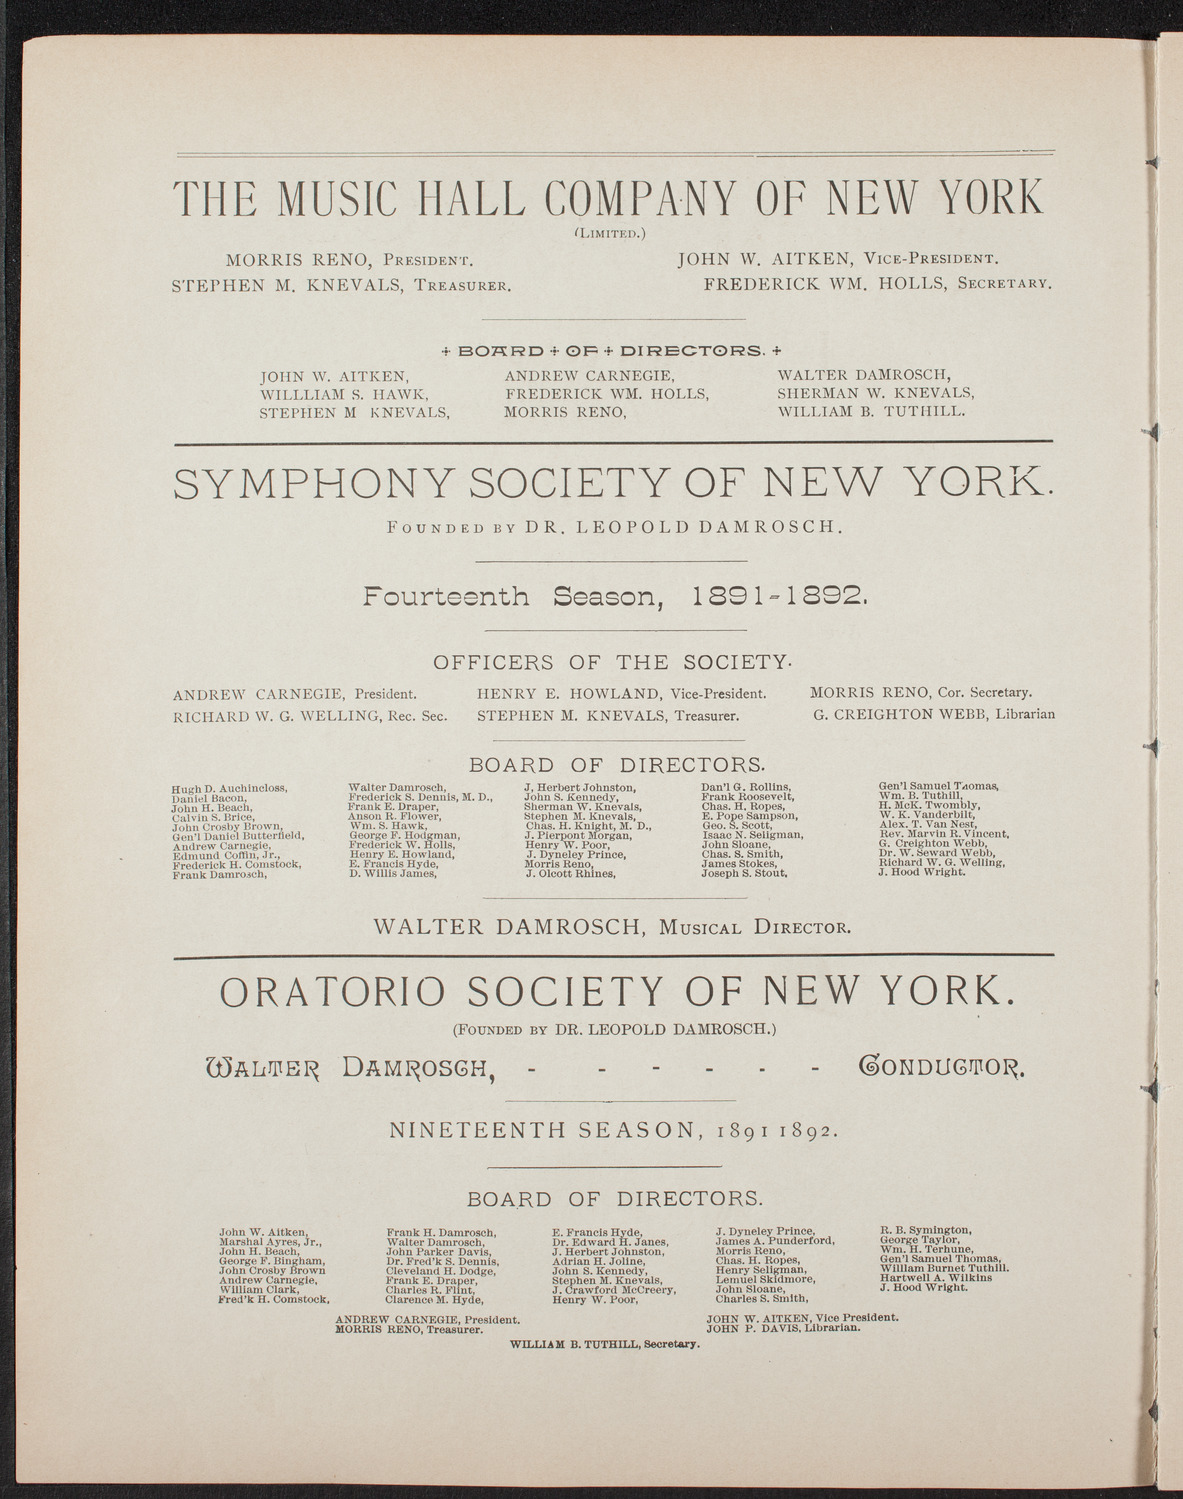 THE MUSIC HALL COMPANY OF NEW YORK
(LIMITED.)
MORRIS RENO, PRESIDENT. JOHN W. AITKEN, VICE-PRESIDENT.
STEPHEN M. KNEVALS, TREASURER. FREDERICK WM. HOLLS, SECRETARY.
+ BOARD + OF + DIRECTORS. +
JOHN W. AITKEN, ANDREW CARNEGIE, WALTER DAMROSCH,
WILLLIAM S. HAWK, FREDERICK WM. HOLLS, SHERMAN W. KNEVALS,
STEPHEN M KNEVALS, MORRIS RENO, WILLIAM B. TUTHILL.
SYMPHONY SOCIETY OF NEW YORK.
FOUNDED BY DR. LEOPOLD DAMROSCH.
Fourteenth Season, 1891-1892.
OFFICERS OF THE SOCIETY.
ANDREW CARNEGIE, President. HENRY E. HOWLAND, Vice-President. MORRIS RENO, Cor. Secretary.
RICHARD W. G. WELLING, Rec. Sec. STEPHEN M. KNEVALS, Treasurer. G. CREIGHTON WEBB, Librarian
BOARD OF DIRECTORS.
Hugh D. Auchincloss,
Daniel Bacon,
John H. Beach,
Calvin S. Brice,
John Crosby Brown,
Gen'l Daniel Butterfield,
Andrew Carnegie,
Edmund Coffin, Jr.,
Frederick H. Comstock,
Frank Damrosch,
Walter Damrosch,
Frederick S. Dennis, M. D.,
Frank E. Draper,
Anson R. Flower,
Wm. S. Hawk,
George F. Hodgman,
Frederick W. Holls,
Henry E. Howland,
E. Francis Hyde,
D. Willis James,
J. Herbert Johnston,
John S. Kennedy,
Sherman W. Knevals,
Stephen M. Knevals,
Chas. H. Knight, M. D.,
J. Pierpont Morgan,
Henry W. Poor,
J. Dyneley Prince,
Morris Reno,
J. Olcott Rhines,
Dan'l G. Rollins,
Frank Roosevelt,
Chas. H. Ropes,
E. Pope Sampson,
Geo. S. Scott,
Isaac N. Seligman,
John Sloane,
Chas. S. Smith,
James Stokes,
Joseph S. Stout,
Gen'l Samuel Thomas,
Wm. B. Tuthill,
H. McK. Twombly,
W. K. Vanderbilt,
Alex. T. Van Nest,
Rev. Marvin R. Vincent,
G. Creighton Webb,
Dr. W. Seward Webb,
Richard W. G. Welling,
J. Hood Wright.
WALTER DAMROSCH, MUSICAL DIRECTOR.
ORATORIO SOCIETY OF NEW YORK.
(FOUNDED BY DR. LEOPOLD DAMROSCH.)
WALTER DAMROSCH, - - - - - - CONDUCTOR.
NINETEENTH SEASON, 1891 1892.
BOARD OF DIRECTORS.
John W. Aitken,
Marshal Ayres, Jr.,
John H. Beach,
George F. Bingham,
John Crosby Brown
Andrew Carnegie,
William Clark,
Fred'k H. Comstock,
Frank H. Damrosch,
Walter Damrosch,
John Parker Davis,
Dr. Fred'k S. Dennis,
Cleveland H. Dodge,
Frank E. Draper,
Charles R. Flint,
Clarence M. Hyde,
E. Francis Hyde,
Dr. Edward H. Janes,
J. Herbert Johnston,
Adrian H. Joline,
John S. Kennedy,
Stephen M. Knevals,
J. Crawford McCreery,
Henry W. Poor,
J. Dyneley Prince,
James A. Punderford,
Morris Reno,
Chas. H. Ropes,
Henry Seligman,
Lemuel Skidmore,
John Sloane,
Charles S. Smith,
R. B. Symington,
George Taylor,
Wm. H. Terhune,
Gen'l Samuel Thomas,
William Burnet Tuthill.
Hartwell A. Wilkins
J. Hood Wright.
ANDREW CARNEGIE, President. JOHN W. AITKEN, Vice President.
MORRIS RENO, Treasurer. JOHN P. DAVIS, Librarian.
WILLIAM B. TUTHILL, Secretary.